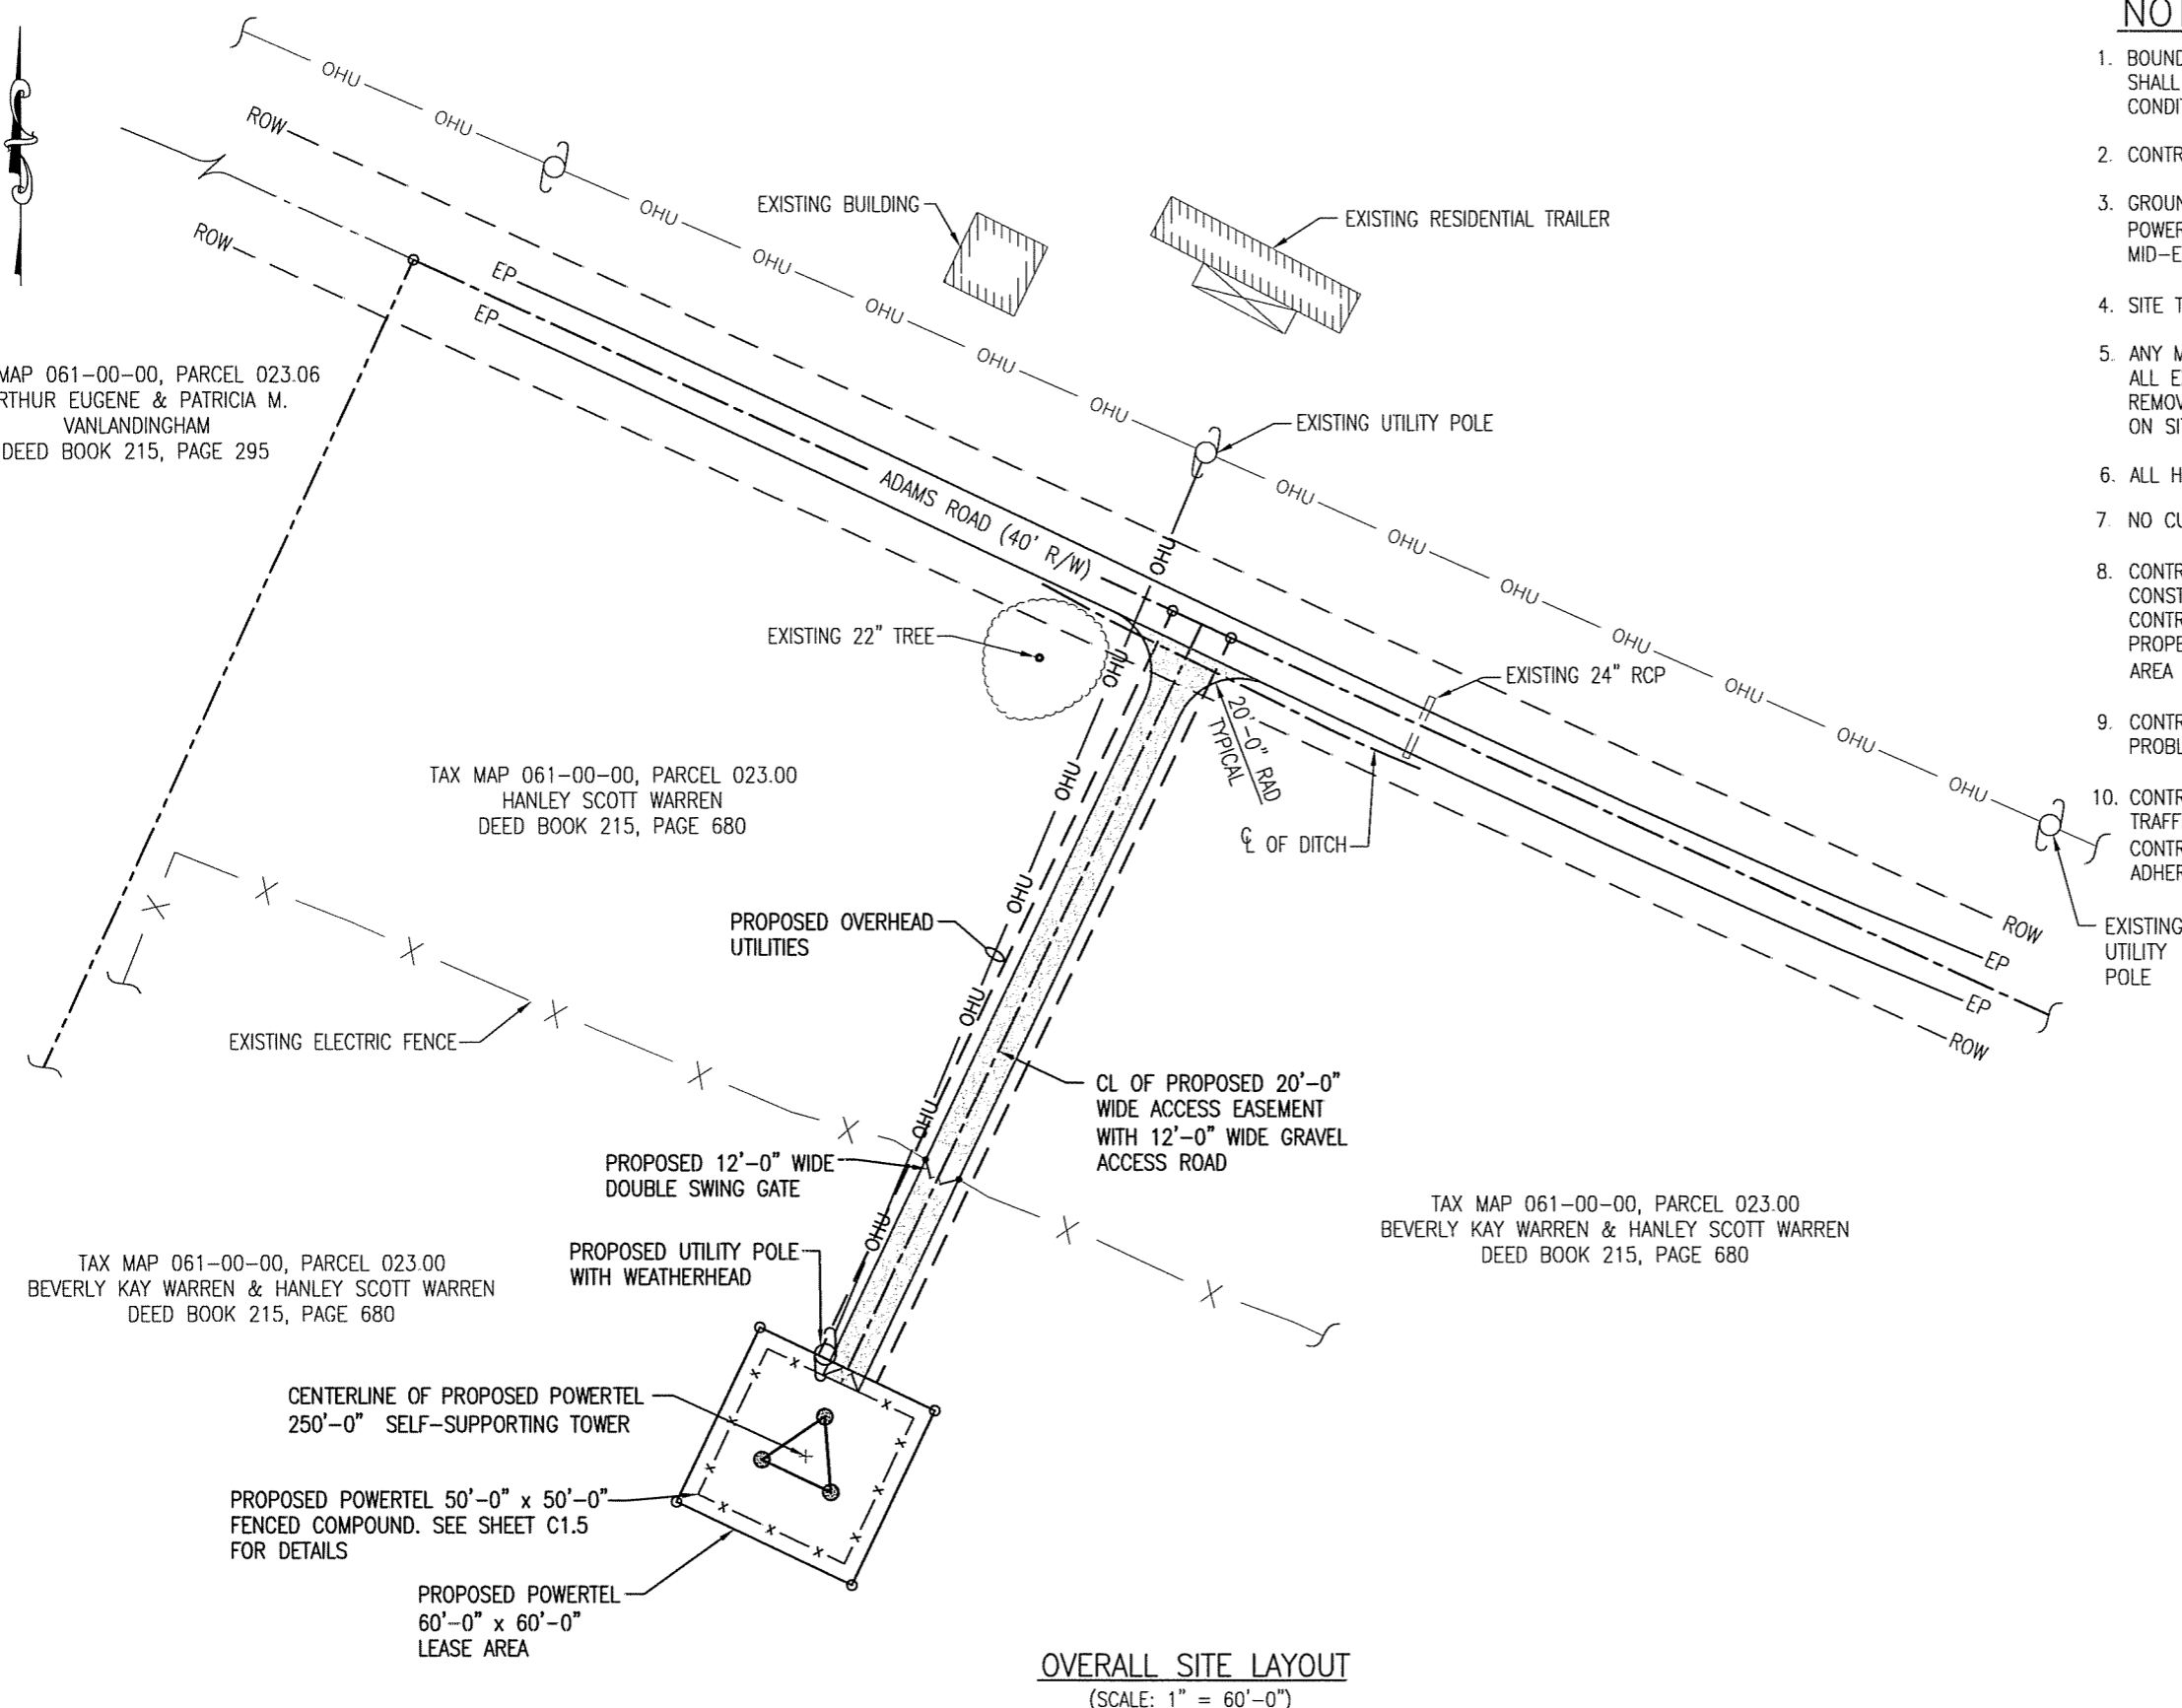 OHU
OHU
ROW
ROW
EP
EP
OHU
OHU
OHU
OHU
OHU
EXISTING BUILDING
EXISTING RESIDENTIAL TRAILER
EXISTING UTILITY POLE
MAP 061-00-00, PARCEL 023.06
RTHUR EUGENE & PATRICIA M.
VANLANDINGHAM
DEED BOOK 215, PAGE 295
ADAMS ROAD (40' R/W)
OHU
OHU
OHU
OHU
OHU
OHU
OHU
ROW
EP
EP
ROW
EXISTING
UTILITY
POLE
EXISTING 22" TREE
EXISTING 24" RCP
20'-0" RAD
TYPICAL
℄ OF DITCH
TAX MAP 061-00-00, PARCEL 023.00
HANLEY SCOTT WARREN
DEED BOOK 215, PAGE 680
OHU
OHU
OHU
OHU
OHU
OHU
OHU
PROPOSED OVERHEAD
UTILITIES
X
X
X
X
X
X
X
X
EXISTING ELECTRIC FENCE
CL OF PROPOSED 20'-0"
WIDE ACCESS EASEMENT
WITH 12'-0" WIDE GRAVEL
ACCESS ROAD
PROPOSED 12'-0" WIDE
DOUBLE SWING GATE
PROPOSED UTILITY POLE
WITH WEATHERHEAD
TAX MAP 061-00-00, PARCEL 023.00
BEVERLY KAY WARREN & HANLEY SCOTT WARREN
DEED BOOK 215, PAGE 680
TAX MAP 061-00-00, PARCEL 023.00
BEVERLY KAY WARREN & HANLEY SCOTT WARREN
DEED BOOK 215, PAGE 680
CENTERLINE OF PROPOSED POWERTEL
250'-0" SELF-SUPPORTING TOWER
PROPOSED POWERTEL 50'-0" x 50'-0"
FENCED COMPOUND. SEE SHEET C1.5
FOR DETAILS
PROPOSED POWERTEL
60'-0" x 60'-0"
LEASE AREA
OVERALL SITE LAYOUT
(SCALE: 1" = 60'-0")
1. BOUND
SHALL
CONDIT
2. CONTR
3. GROUN
POWER
MID-E
4. SITE T
5. ANY M
ALL E
REMOV
ON SI
6. ALL H
7. NO CU
8. CONTR
CONST
CONTR
PROPE
AREA
9. CONTR
PROBL
10. CONTR
TRAFF
CONTR
ADHER